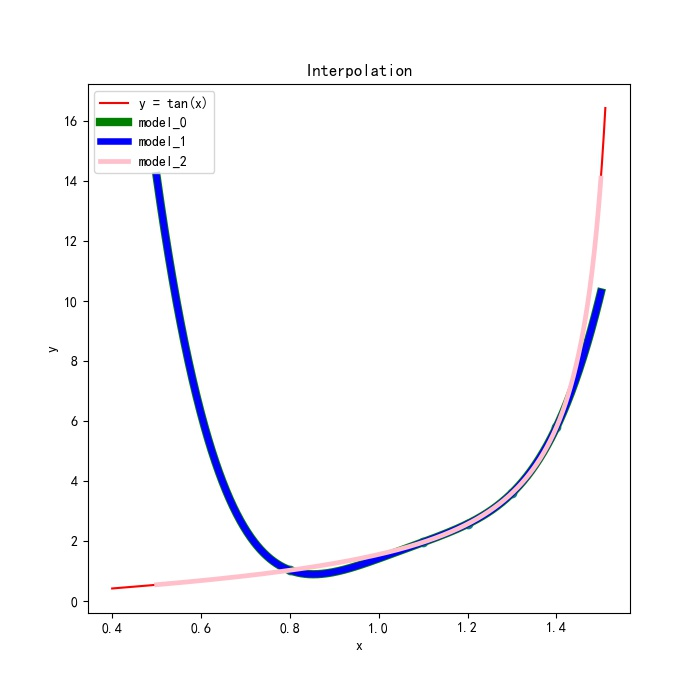 Interpolation
y = tan(x)
model_0
model_1
model_2
16
14
12
10
8
6
4
2
0
y
0.4 0.6 0.8 1.0 1.2 1.4
x